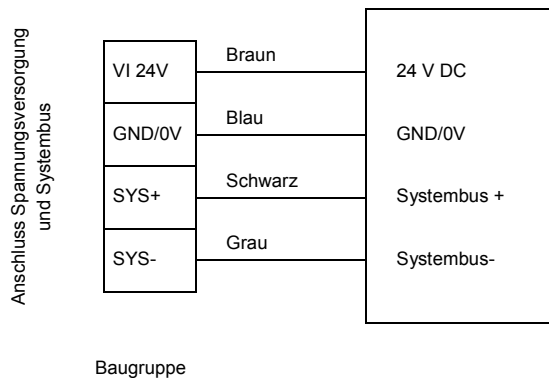 Anschluss Spannungsversorgung
und Systembus
VI 24V
Braun
24 V DC
GND/0V
Blau
GND/0V
SYS+
Schwarz
Systembus +
SYS-
Grau
Systembus-
Baugruppe